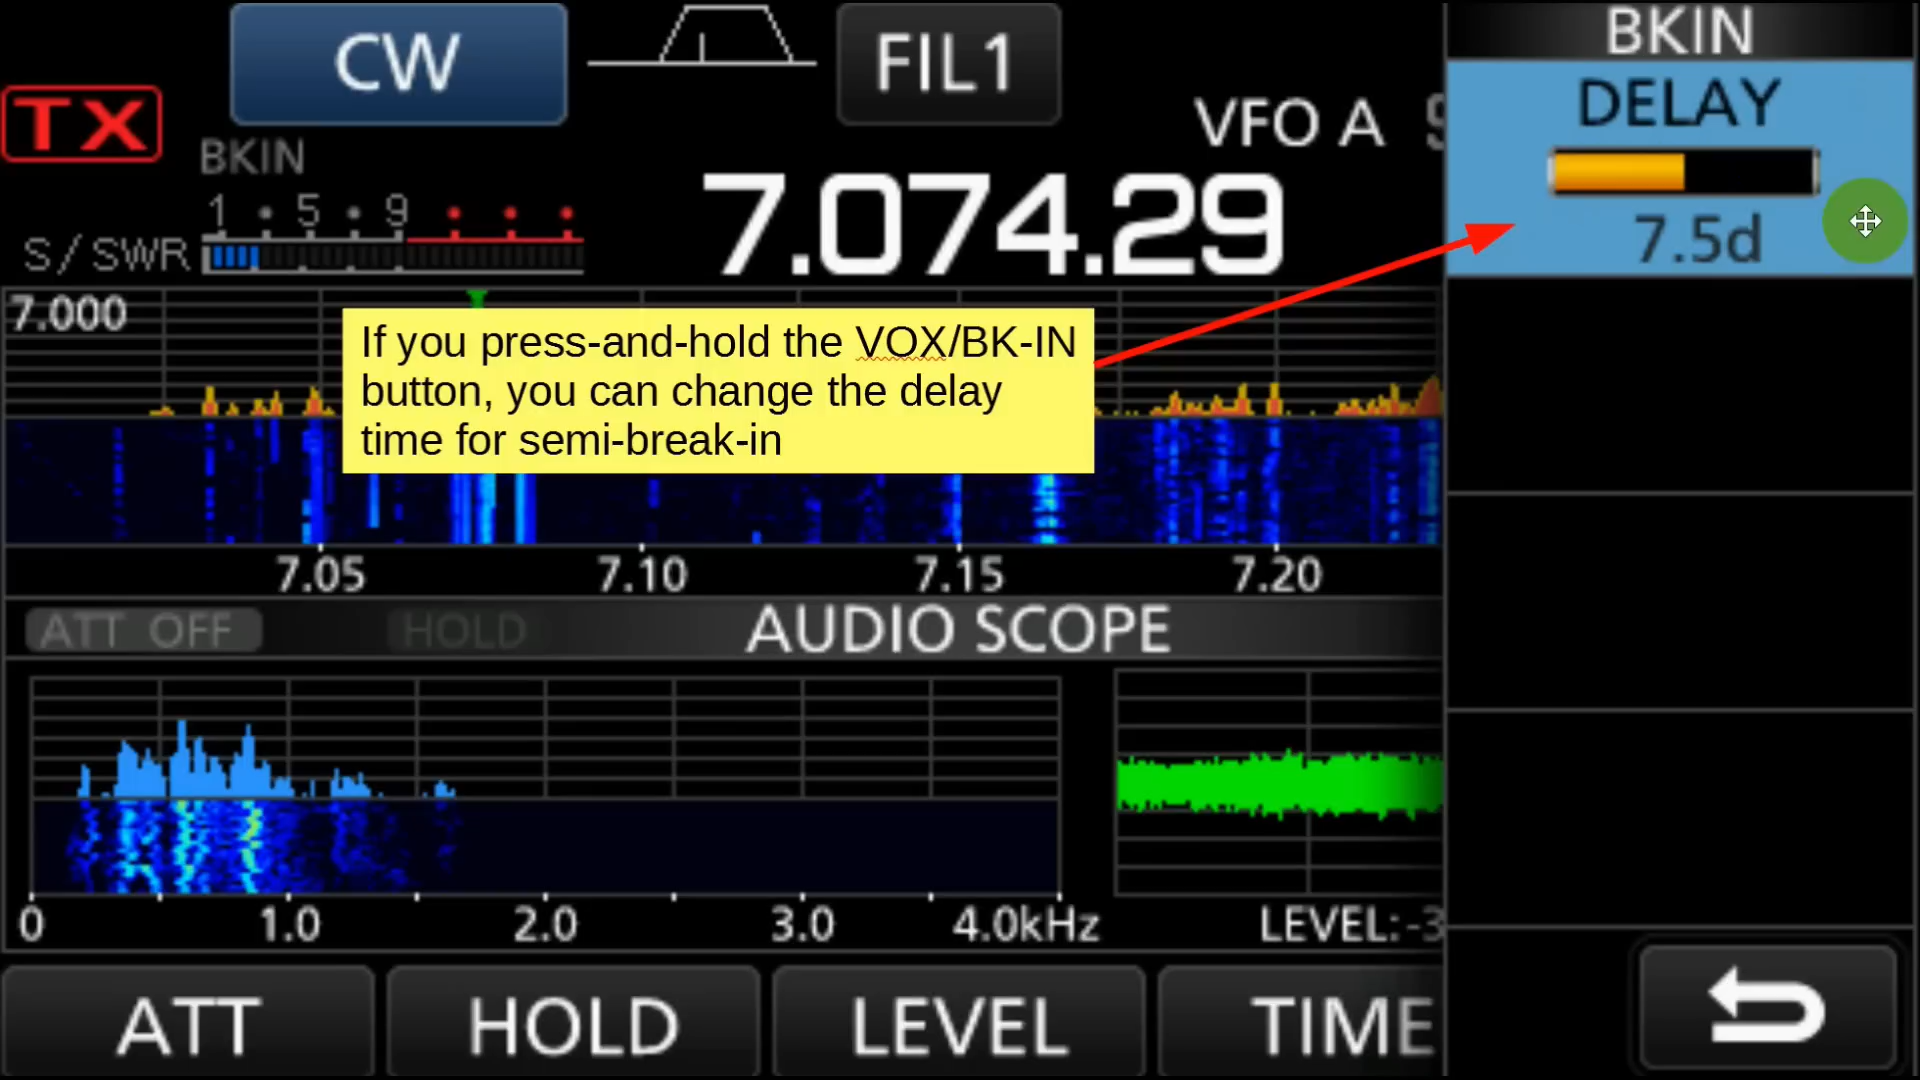 CW
FIL1
BKIN
TX
DELAY
VFO A
BKIN
1 5 9
7.5d
S/SWR
7.074.29
7.000
If you press-and-hold the VOX/BK-IN
button, you can change the delay
time for semi-break-in
7.05 7.10 7.15 7.20
ATT OFF HOLD AUDIO SCOPE
0 1.0 2.0 3.0 4.0kHz LEVEL:-3
ATT HOLD LEVEL TIME